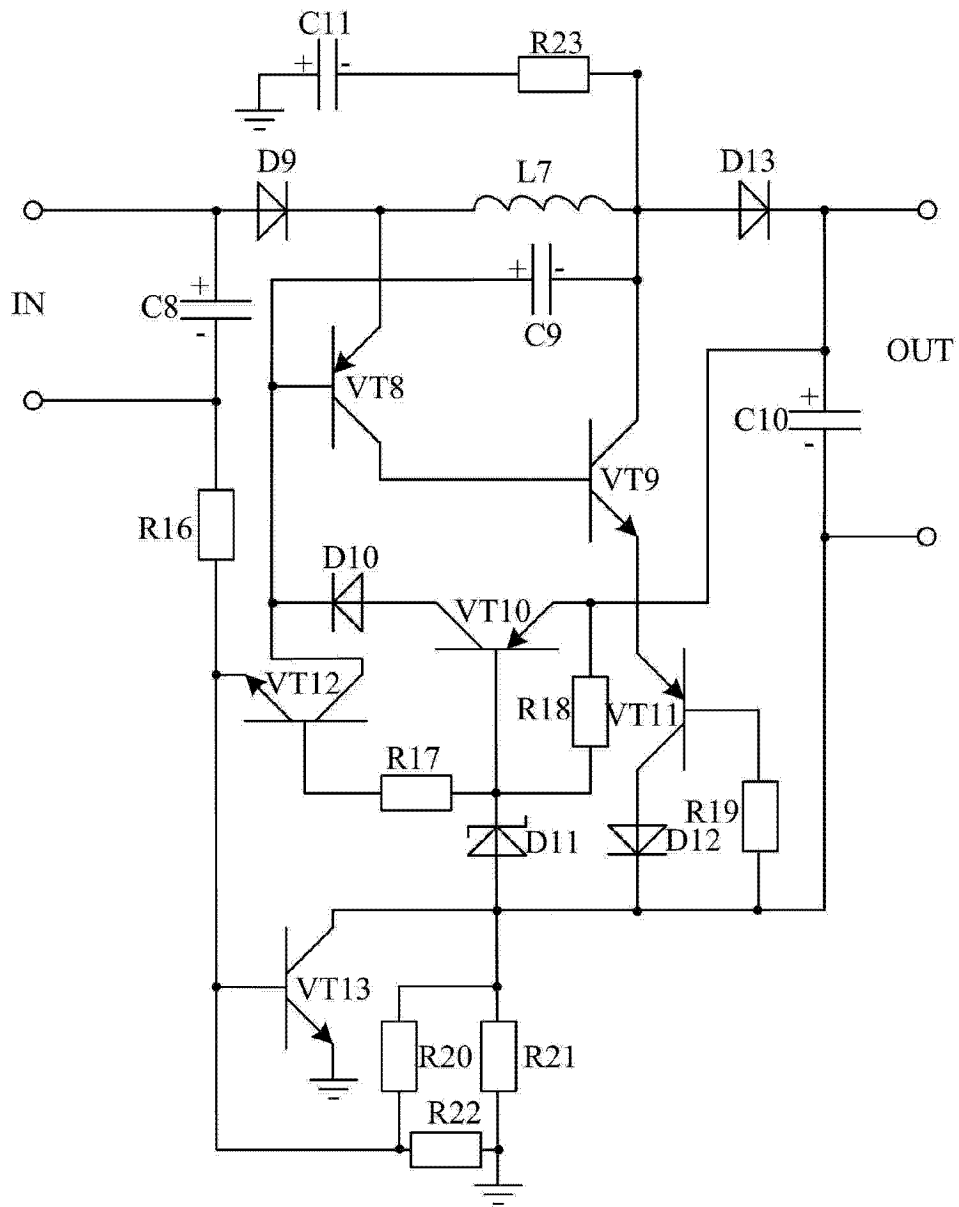 C11
+
-
R23
D9
L7
D13
IN
+
C8
-
+
-
C9
VT8
OUT
+
C10
-
VT9
R16
D10
VT10
VT12
R18
VT11
R17
R19
D11
D12
VT13
R20
R21
R22